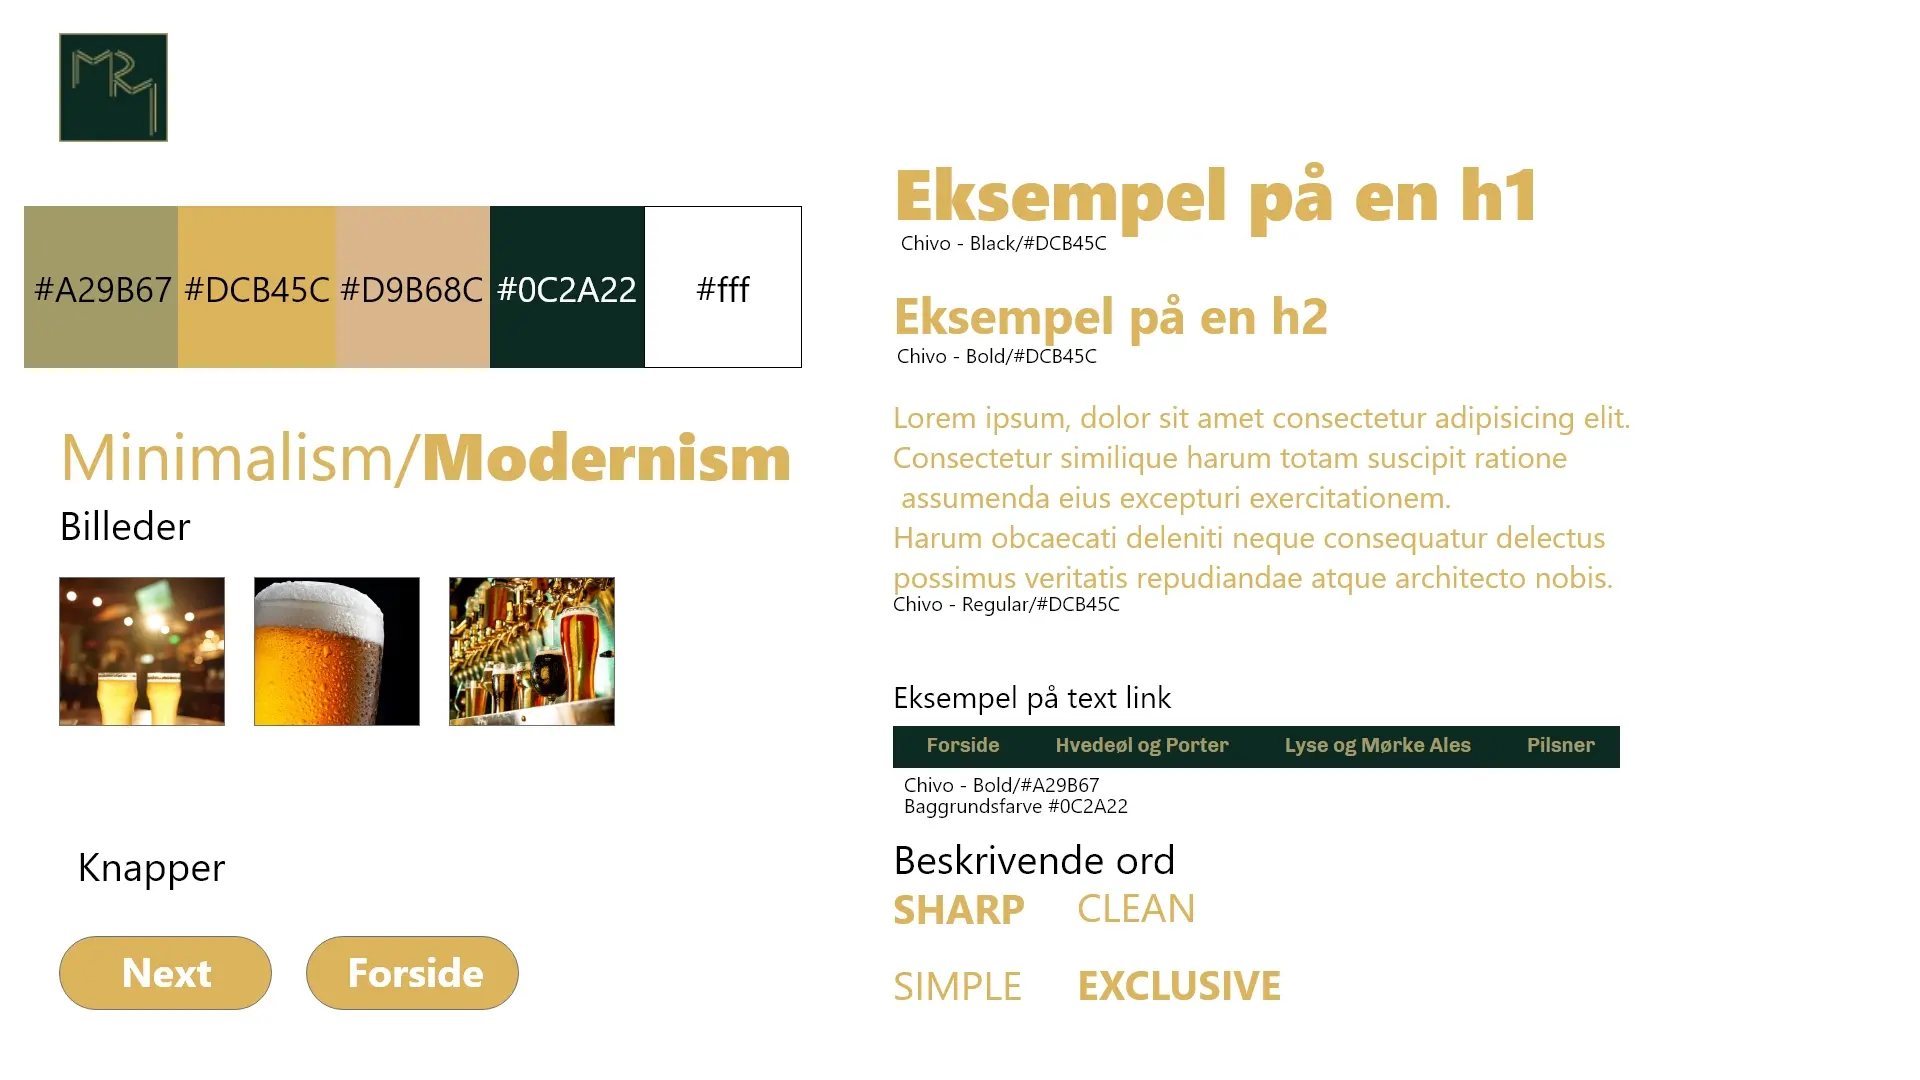 MRM
#A29B67 #DCB45C #D9B68C #0C2A22 #fff
Minimalism/Modernism
Billeder
Knapper
Next Forside
Eksempel på en h1
Chivo - Black/#DCB45C
Eksempel på en h2
Chivo - Bold/#DCB45C
Lorem ipsum, dolor sit amet consectetur adipisicing elit.
Consectetur similique harum totam suscipit ratione
assumenda eius excepturi exercitationem.
Harum obcaecati deleniti neque consequatur delectus
possimus veritatis repudiandae atque architecto nobis.
Chivo - Regular/#DCB45C
Eksempel på text link
Forside Hvedeøl og Porter Lyse og Mørke Ales Pilsner
Chivo - Bold/#A29B67
Baggrundsfarve #0C2A22
Beskrivende ord
SHARP CLEAN
SIMPLE EXCLUSIVE